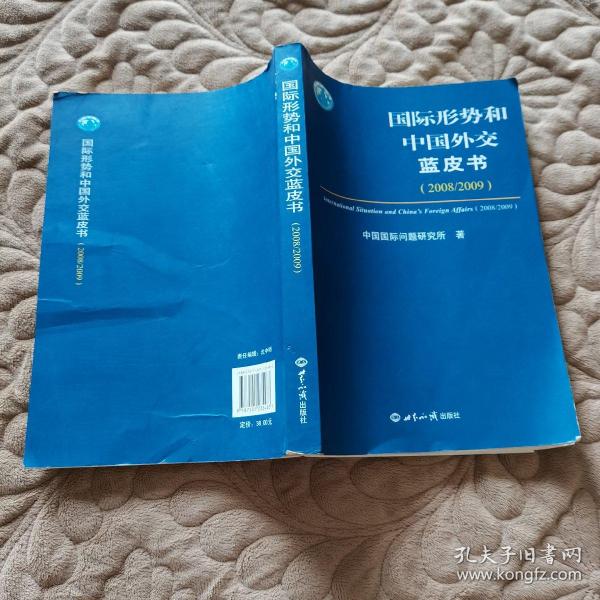 国际形势和
中国外交
蓝皮书
(2008/2009)
International Situation and China's Foreign Affairs (2008/2009)
中国国际问题研究所 著
世界知识出版社
国际形势和中国外交蓝皮书
(2008/2009)
国际形势和中国外交蓝皮书
(2008/2009)
定价:38.00元
孔夫子旧书网
www.kongfz.com